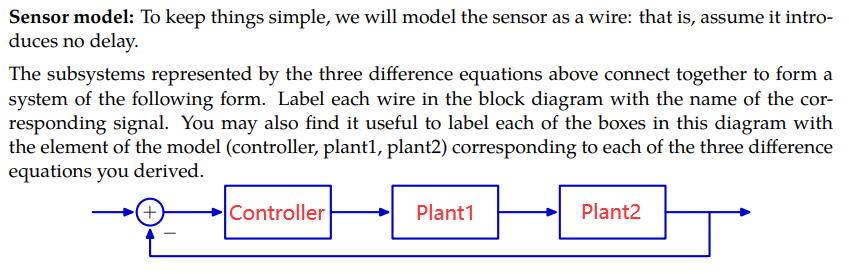 Sensor model: To keep things simple, we will model the sensor as a wire: that is, assume it intro-
duces no delay.
The subsystems represented by the three difference equations above connect together to form a
system of the following form. Label each wire in the block diagram with the name of the cor-
responding signal. You may also find it useful to label each of the boxes in this diagram with
the element of the model (controller, plant1, plant2) corresponding to each of the three difference
equations you derived.
+ Controller Plant1 Plant2
−